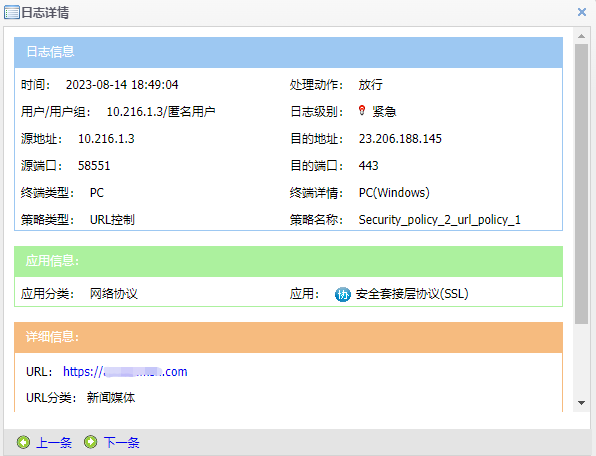 日志详情
日志信息
时间： 2023-08-14 18:49:04 处理动作： 放行
用户/用户组： 10.216.1.3/匿名用户 日志级别： 紧急
源地址： 10.216.1.3 目的地址： 23.206.188.145
源端口： 58551 目的端口： 443
终端类型： PC 终端详情： PC(Windows)
策略类型： URL控制 策略名称： Security_policy_2_url_policy_1
应用信息：
应用分类： 网络协议 应用： 协 安全套接层协议(SSL)
详细信息：
URL： https:// .com
URL分类： 新闻媒体
上一条 下一条